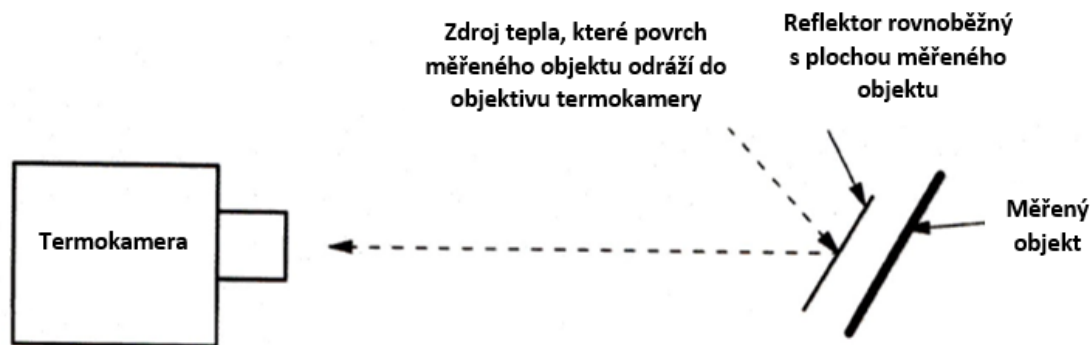 Zdroj tepla, které povrch
měřeného objektu odráží do
objektivu termokamery
Reflektor rovnoběžný
s plochou měřeného
objektu
Termokamera
Měřený
objekt